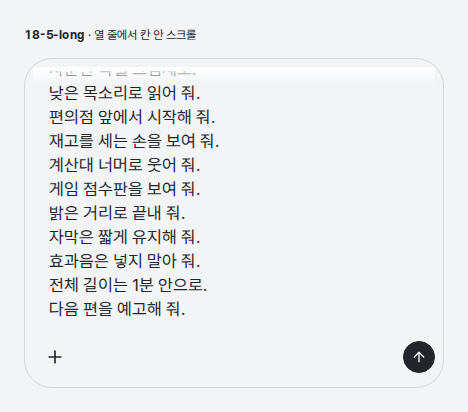 18-5-long · 열 줄에서 칸 안 스크롤
낮은 목소리로 읽어 줘.
편의점 앞에서 시작해 줘.
재고를 세는 손을 보여 줘.
계산대 너머로 웃어 줘.
게임 점수판을 보여 줘.
밝은 거리로 끝내 줘.
자막은 짧게 유지해 줘.
효과음은 넣지 말아 줘.
전체 길이는 1분 안으로.
다음 편을 예고해 줘.